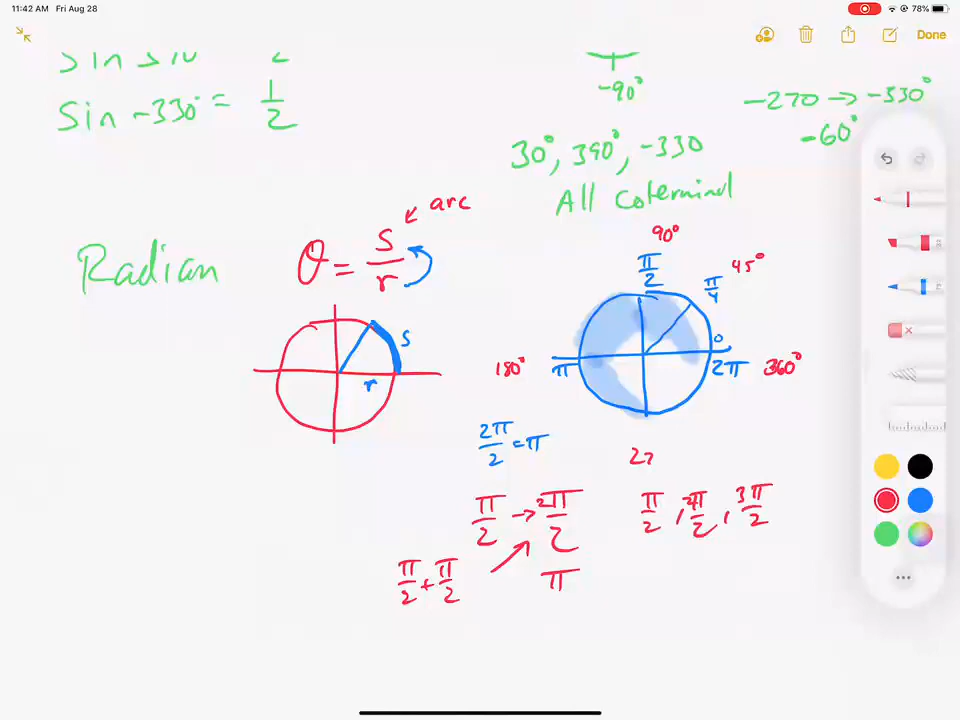 11:42 AM Fri Aug 28
78%
Done
Sin -330° = 1/2
-90°
-270 → -330°
-60°
30°, 390°, -330
All coterminal
Radian
θ = s/r
arc
s
r
90°
π/2
π/4
45°
180°
π
0
2π
360°
2π/2 = π
27
π/2 → 2π/2
π/2, 2π/2, 3π/2
π/2 + π/2
π